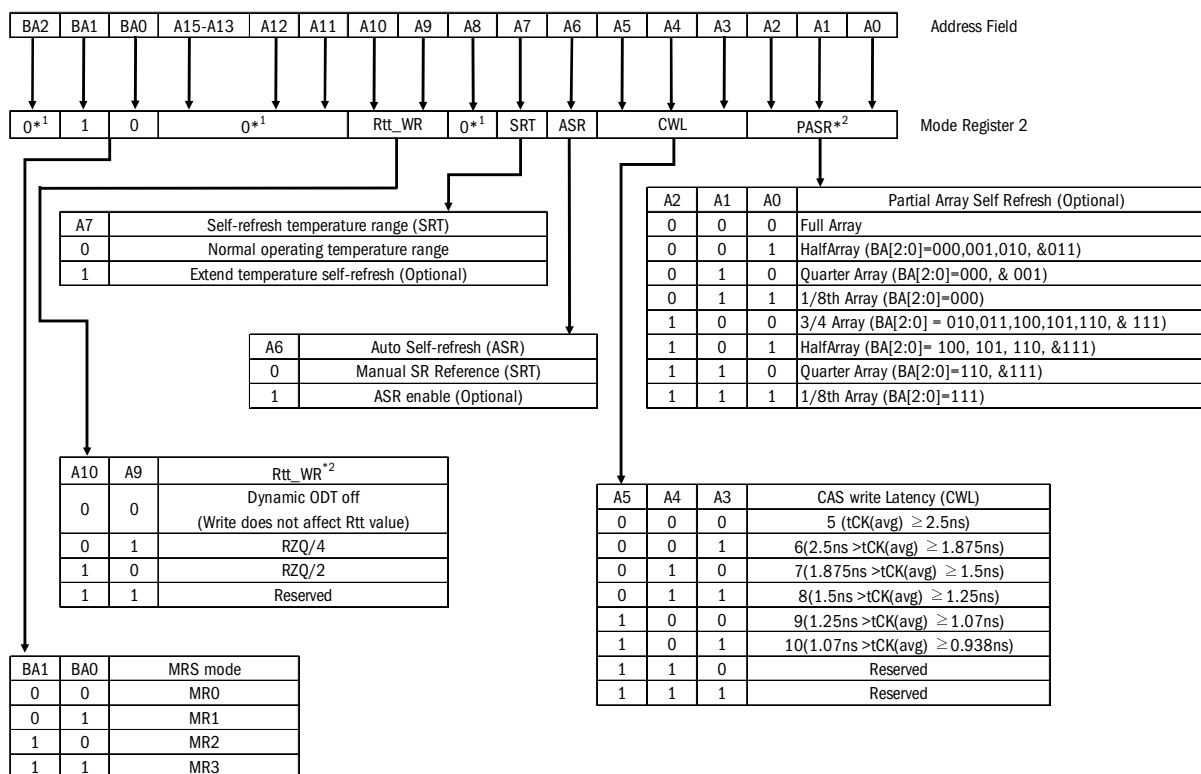 BA2 BA1 BA0 A15-A13 A12 A11 A10 A9 A8 A7 A6 A5 A4 A3 A2 A1 A0 Address Field
0*1 1 0 0*1 Rtt_WR 0*1 SRT ASR CWL PASR*2 Mode Register 2
A7 Self-refresh temperature range (SRT)
0 Normal operating temperature range
1 Extend temperature self-refresh (Optional)
A2 A1 A0 Partial Array Self Refresh (Optional)
0 0 0 Full Array
0 0 1 HalfArray (BA[2:0]=000,001,010, &011)
0 1 0 Quarter Array (BA[2:0]=000, & 001)
0 1 1 1/8th Array (BA[2:0]=000)
1 0 0 3/4 Array (BA[2:0] = 010,011,100,101,110, & 111)
1 0 1 HalfArray (BA[2:0]= 100, 101, 110, &111)
1 1 0 Quarter Array (BA[2:0]=110, &111)
1 1 1 1/8th Array (BA[2:0]=111)
A6 Auto Self-refresh (ASR)
0 Manual SR Reference (SRT)
1 ASR enable (Optional)
A10 A9 Rtt_WR*2
0 0 Dynamic ODT off
(Write does not affect Rtt value)
0 1 RZQ/4
1 0 RZQ/2
1 1 Reserved
A5 A4 A3 CAS write Latency (CWL)
0 0 0 5 (tCK(avg) ≥2.5ns)
0 0 1 6(2.5ns >tCK(avg) ≥1.875ns)
0 1 0 7(1.875ns >tCK(avg) ≥1.5ns)
0 1 1 8(1.5ns >tCK(avg) ≥1.25ns)
1 0 0 9(1.25ns >tCK(avg) ≥1.07ns)
1 0 1 10(1.07ns >tCK(avg) ≥0.938ns)
1 1 0 Reserved
1 1 1 Reserved
BA1 BA0 MRS mode
0 0 MR0
0 1 MR1
1 0 MR2
1 1 MR3